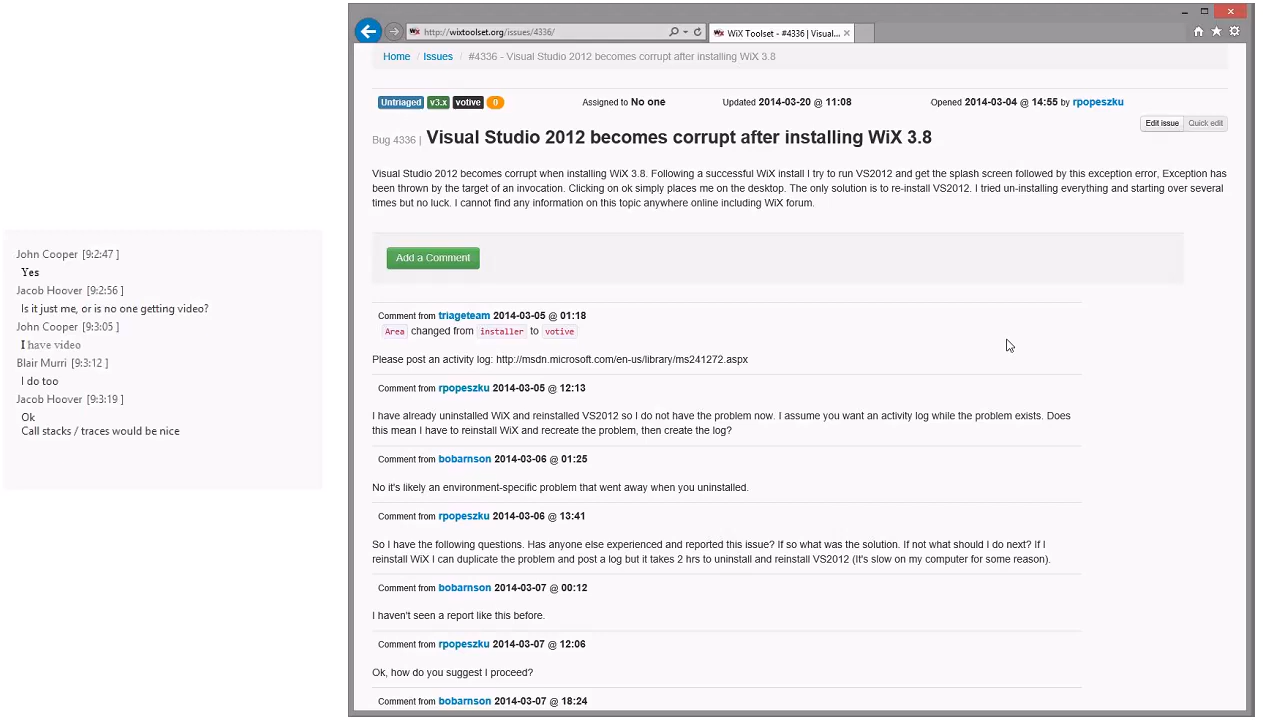 John Cooper [9:2:47 ]
Yes
Jacob Hoover [9:2:56 ]
Is it just me, or is no one getting video?
John Cooper [9:3:05 ]
I have video
Blair Murri [9:3:12 ]
I do too
Jacob Hoover [9:3:19 ]
Ok
Call stacks / traces would be nice
http://wixtoolset.org/issues/4336/
WiX Toolset - #4336 | Visual...
Home / Issues / #4336 - Visual Studio 2012 becomes corrupt after installing WiX 3.8
Untriaged v3.x votive 0 Assigned to No one Updated 2014-03-20 @ 11:08 Opened 2014-03-04 @ 14:55 by rpopeszku
Edit issue Quick edit
Bug 4336 | Visual Studio 2012 becomes corrupt after installing WiX 3.8
Visual Studio 2012 becomes corrupt when installing WiX 3.8. Following a successful WiX install I try to run VS2012 and get the splash screen followed by this exception error, Exception has
been thrown by the target of an invocation. Clicking on ok simply places me on the desktop. The only solution is to re-install VS2012. I tried un-installing everything and starting over several
times but no luck. I cannot find any information on this topic anywhere online including WiX forum.
Add a Comment
Comment from triageteam 2014-03-05 @ 01:18
Area changed from installer to votive
Please post an activity log: http://msdn.microsoft.com/en-us/library/ms241272.aspx
Comment from rpopeszku 2014-03-05 @ 12:13
I have already uninstalled WiX and reinstalled VS2012 so I do not have the problem now. I assume you want an activity log while the problem exists. Does
this mean I have to reinstall WiX and recreate the problem, then create the log?
Comment from bobarnson 2014-03-06 @ 01:25
No it's likely an environment-specific problem that went away when you uninstalled.
Comment from rpopeszku 2014-03-06 @ 13:41
So I have the following questions. Has anyone else experienced and reported this issue? If so what was the solution. If not what should I do next? If I
reinstall WiX I can duplicate the problem and post a log but it takes 2 hrs to uninstall and reinstall VS2012 (It's slow on my computer for some reason).
Comment from bobarnson 2014-03-07 @ 00:12
I haven't seen a report like this before.
Comment from rpopeszku 2014-03-07 @ 12:06
Ok, how do you suggest I proceed?
Comment from bobarnson 2014-03-07 @ 18:24